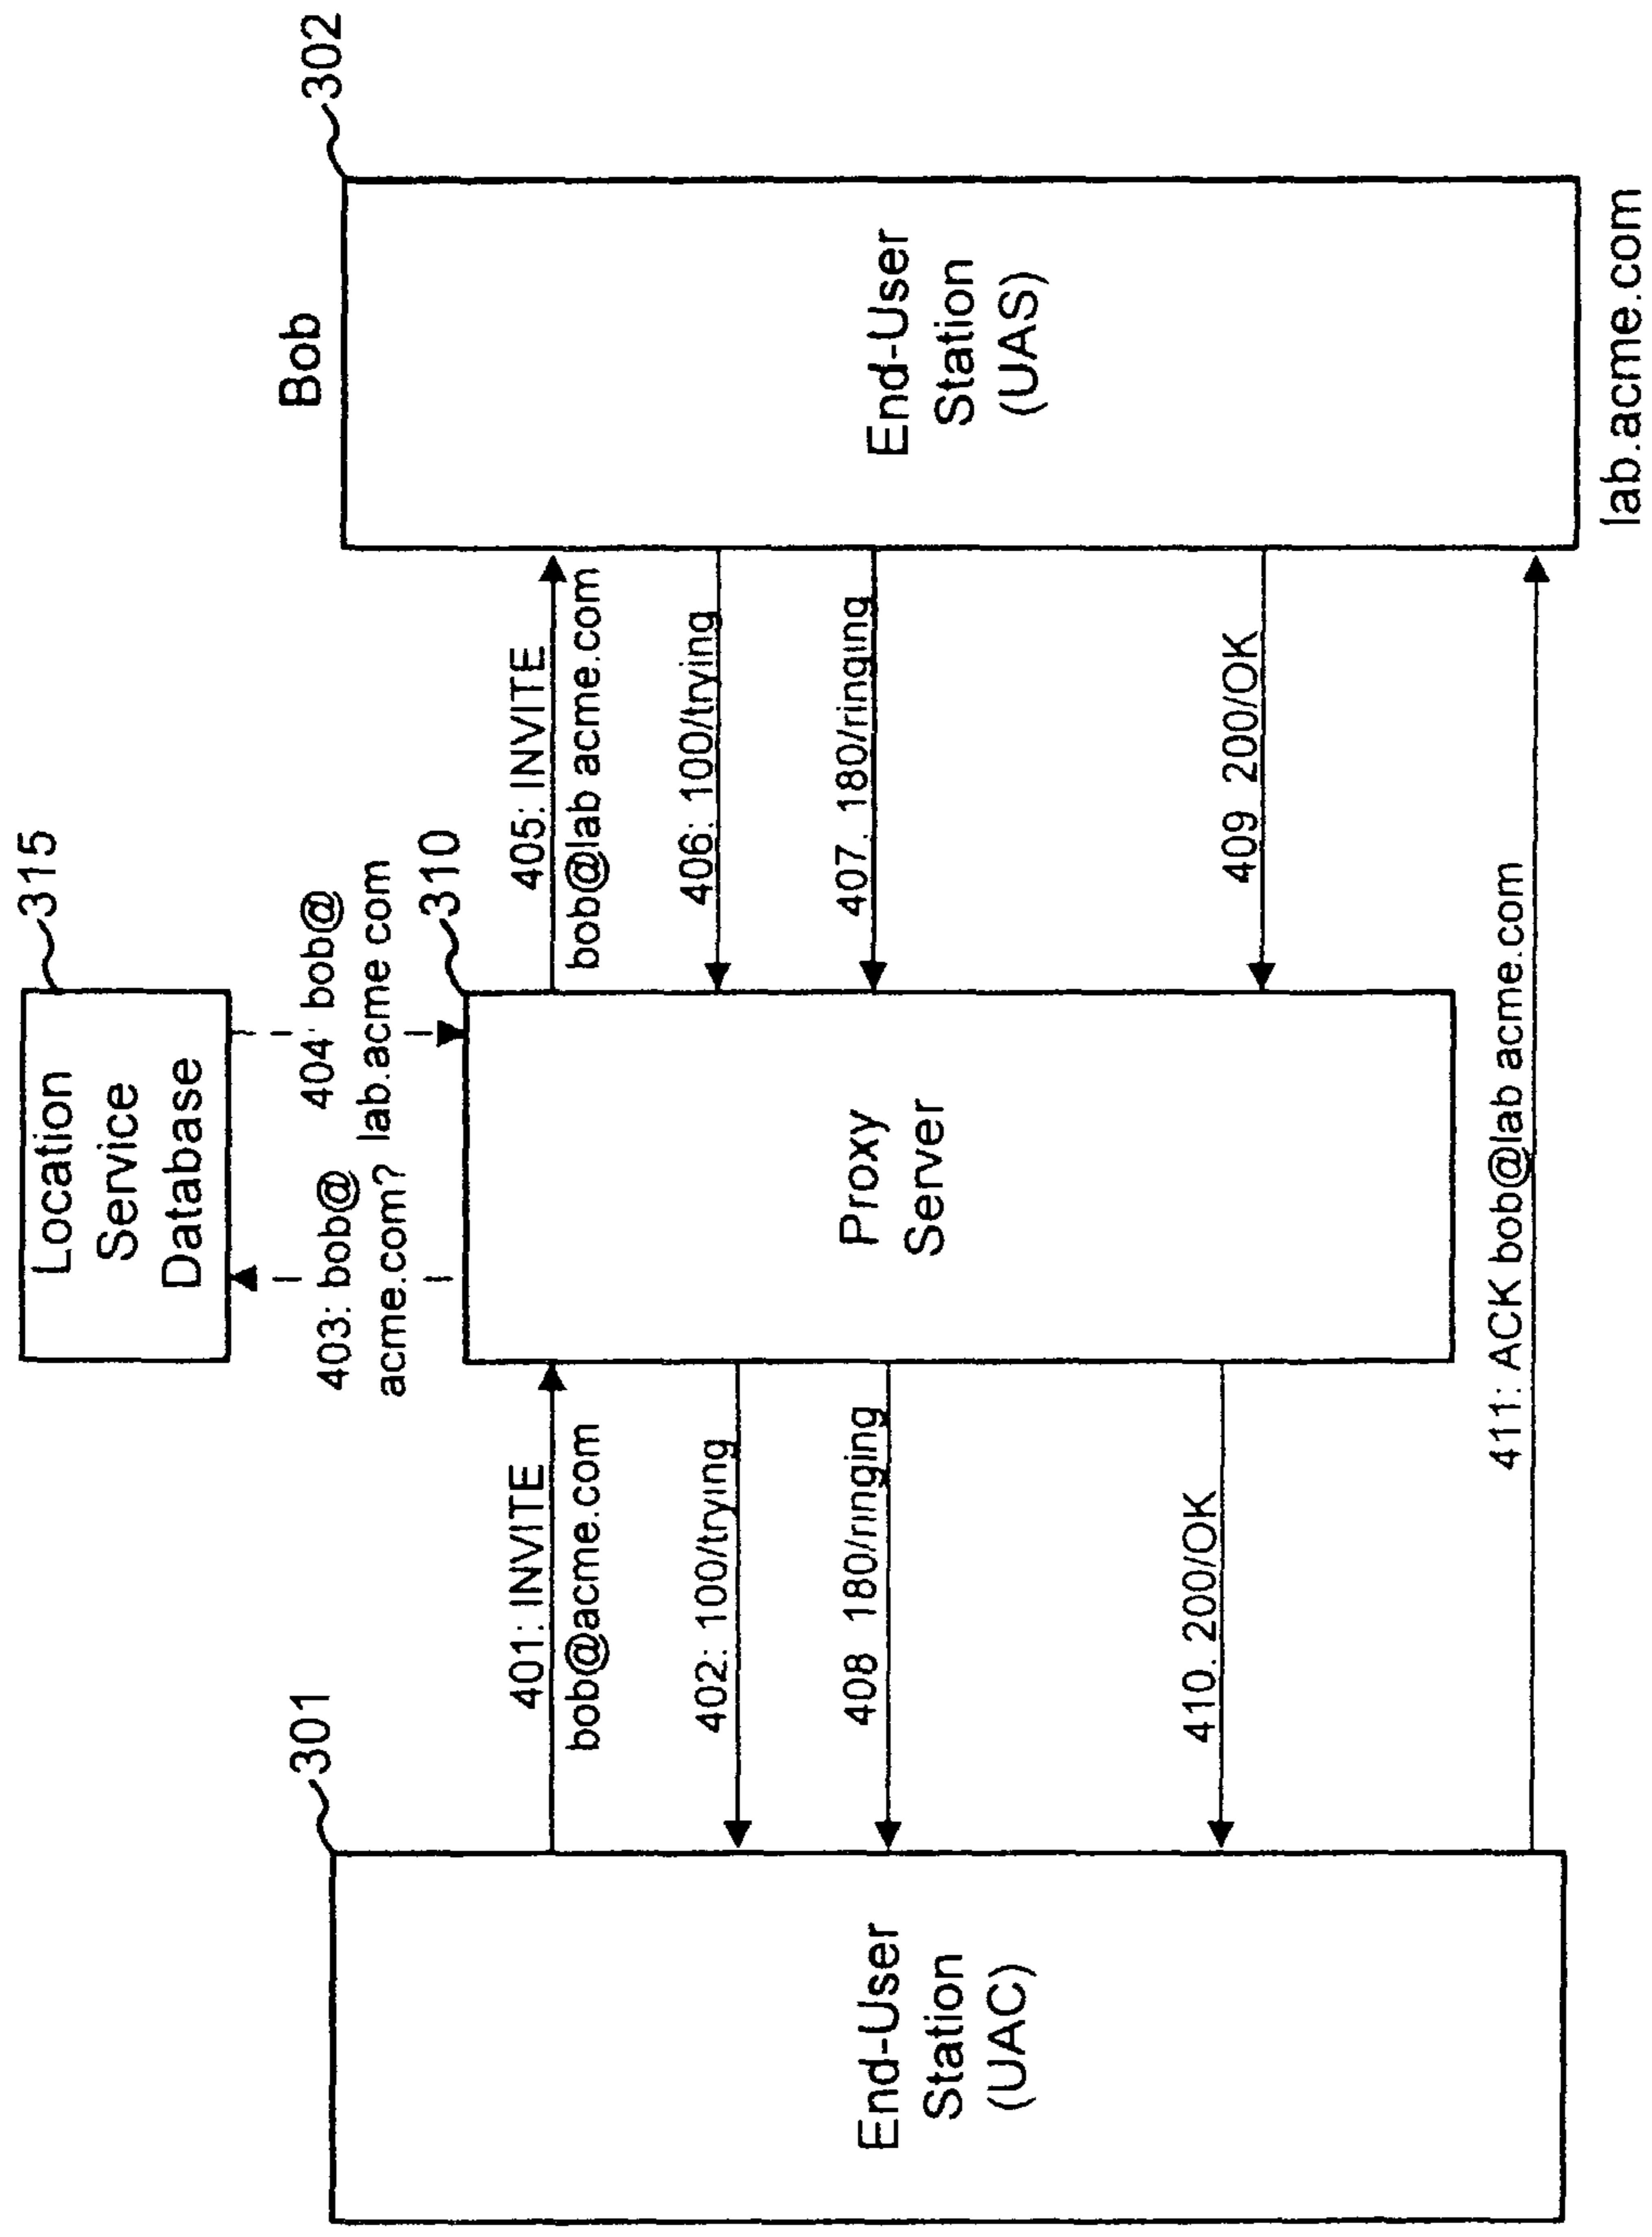 315
Location
Service
Database
Bob
302
301
403: bob@
acme.com?
404 bob@
lab.acme com
310
401: INVITE
bob@acme.com
405: INVITE
bob@lab acme.com
402: 100/trying
406: 100/trying
408 180/ringing
407. 180/ringing
End-User
Station
(UAC)
Proxy
Server
End-User
Station
(UAS)
410. 200/OK
409 200/OK
411: ACK bob@lab acme.com
lab.acme.com